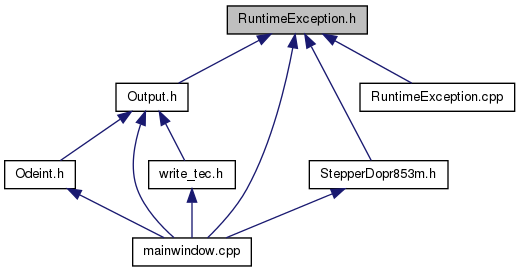 RuntimeException.h
Output.h
RuntimeException.cpp
Odeint.h
write_tec.h
StepperDopr853m.h
mainwindow.cpp